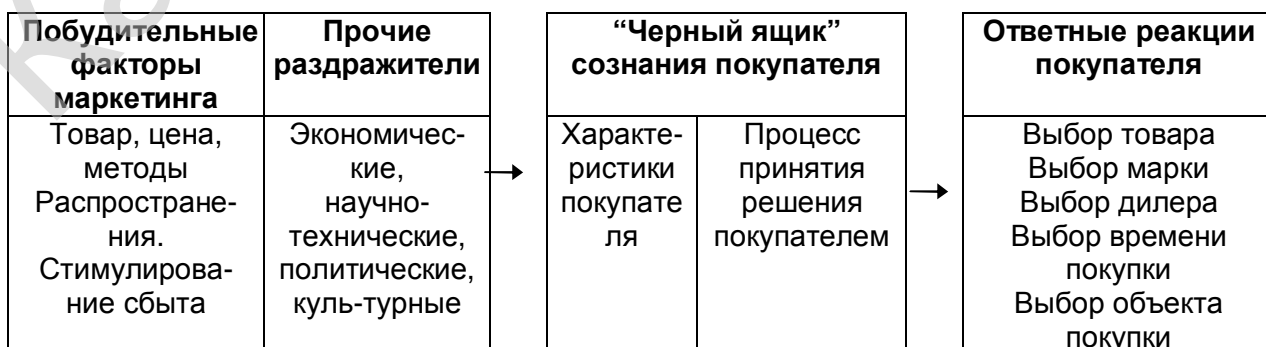 Побудительные
факторы
маркетинга
Прочие
раздражители
“Черный ящик”
сознания покупателя
Ответные реакции
покупателя
Товар, цена,
методы
Распростране-
ния.
Стимулирова-
ние сбыта
Экономичес-
кие,
научно-
технические,
политические,
куль-турные
Характе-
ристики
покупате
ля
Процесс
принятия
решения
покупателем
Выбор товара
Выбор марки
Выбор дилера
Выбор времени
покупки
Выбор объекта
покупки